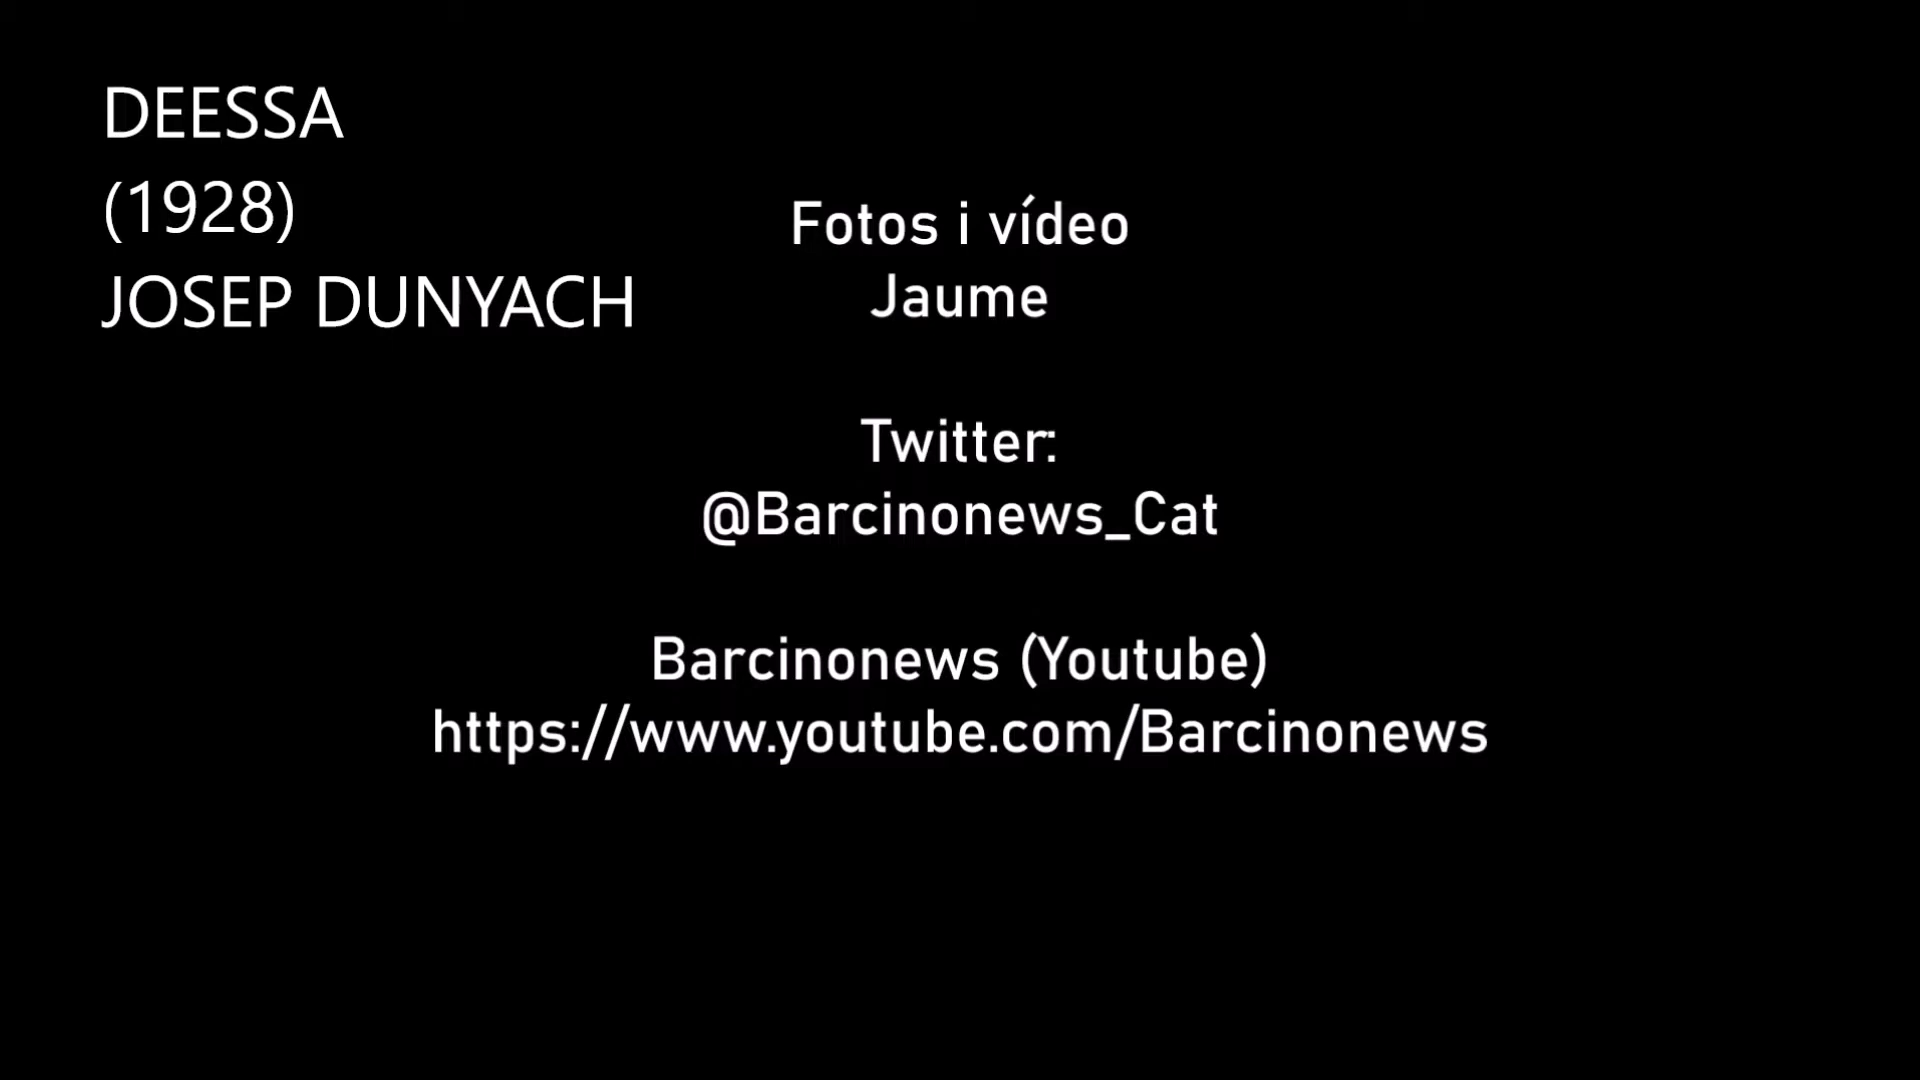 DEESSA
(1928)
JOSEP DUNYACH
Fotos i vídeo
Jaume
Twitter:
@Barcinonews_Cat
Barcinonews (Youtube)
https://www.youtube.com/Barcinonews